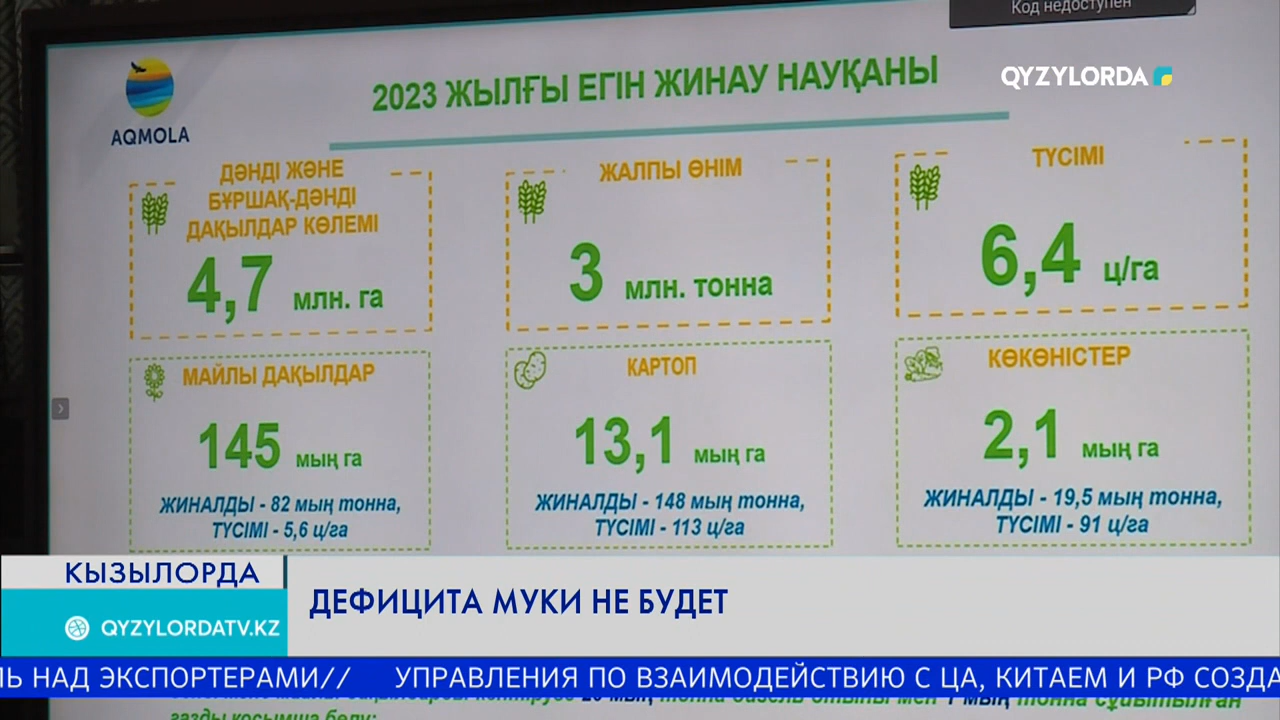 Код недоступен
QYZYLORDA
AQMOLA
2023 ЖЫЛҒЫ ЕГІН ЖИНАУ НАУҚАНЫ
ДӘНДІ ЖӘНЕ
БҰРШАҚ-ДӘНДІ
ДАҚЫЛДАР КӨЛЕМІ
4,7 млн. га
ЖАЛПЫ ӨНІМ
3 млн. тонна
ТҮСІМІ
6,4 ц/га
МАЙЛЫ ДАҚЫЛДАР
145 мың га
ЖИНАЛДЫ - 82 мың тонна,
ТҮСІМІ - 5,6 ц/га
КАРТОП
13,1 мың га
ЖИНАЛДЫ - 148 мың тонна,
ТҮСІМІ - 113 ц/га
КӨКӨНІСТЕР
2,1 мың га
ЖИНАЛДЫ - 19,5 мың тонна,
ТҮСІМІ - 91 ц/га
КЫЗЫЛОРДА
QYZYLORDATV.KZ
ДЕФИЦИТА МУКИ НЕ БУДЕТ
ЛЬ НАД ЭКСПОРТЕРАМИ// УПРАВЛЕНИЯ ПО ВЗАИМОДЕЙСТВИЮ С ЦА, КИТАЕМ И РФ СОЗДА